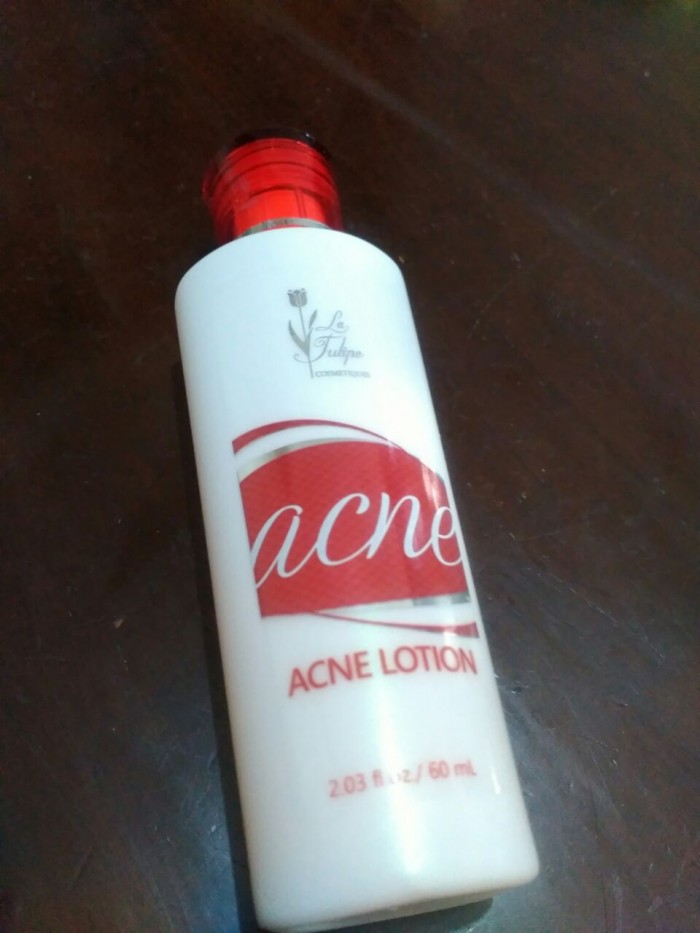 La
Tulipe
COSMETIQUES
acne
ACNE LOTION
2.03 fl.oz./ 60 mL